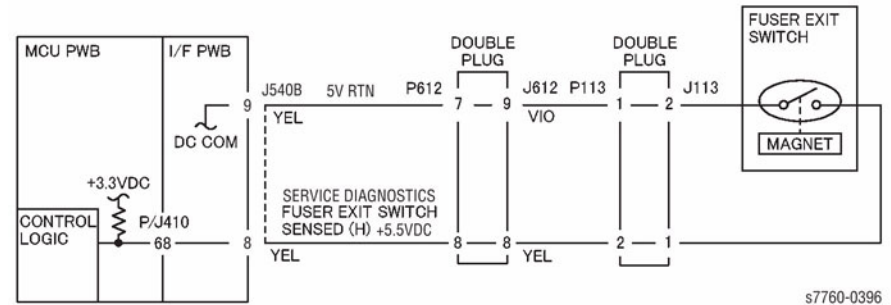 FUSER EXIT
SWITCH
MCU PWB
I/F PWB
DOUBLE
PLUG
DOUBLE
PLUG
J540B 5V RTN P612 J612 P113 J113
9 7 9 1 2
YEL VIO
DC COM
MAGNET
+3.3VDC
SERVICE DIAGNOSTICS
FUSER EXIT SWITCH
SENSED (H) +5.5VDC
CONTROL
LOGIC
P/J410
68 8 8 8 2 1
YEL YEL
s7760-0396